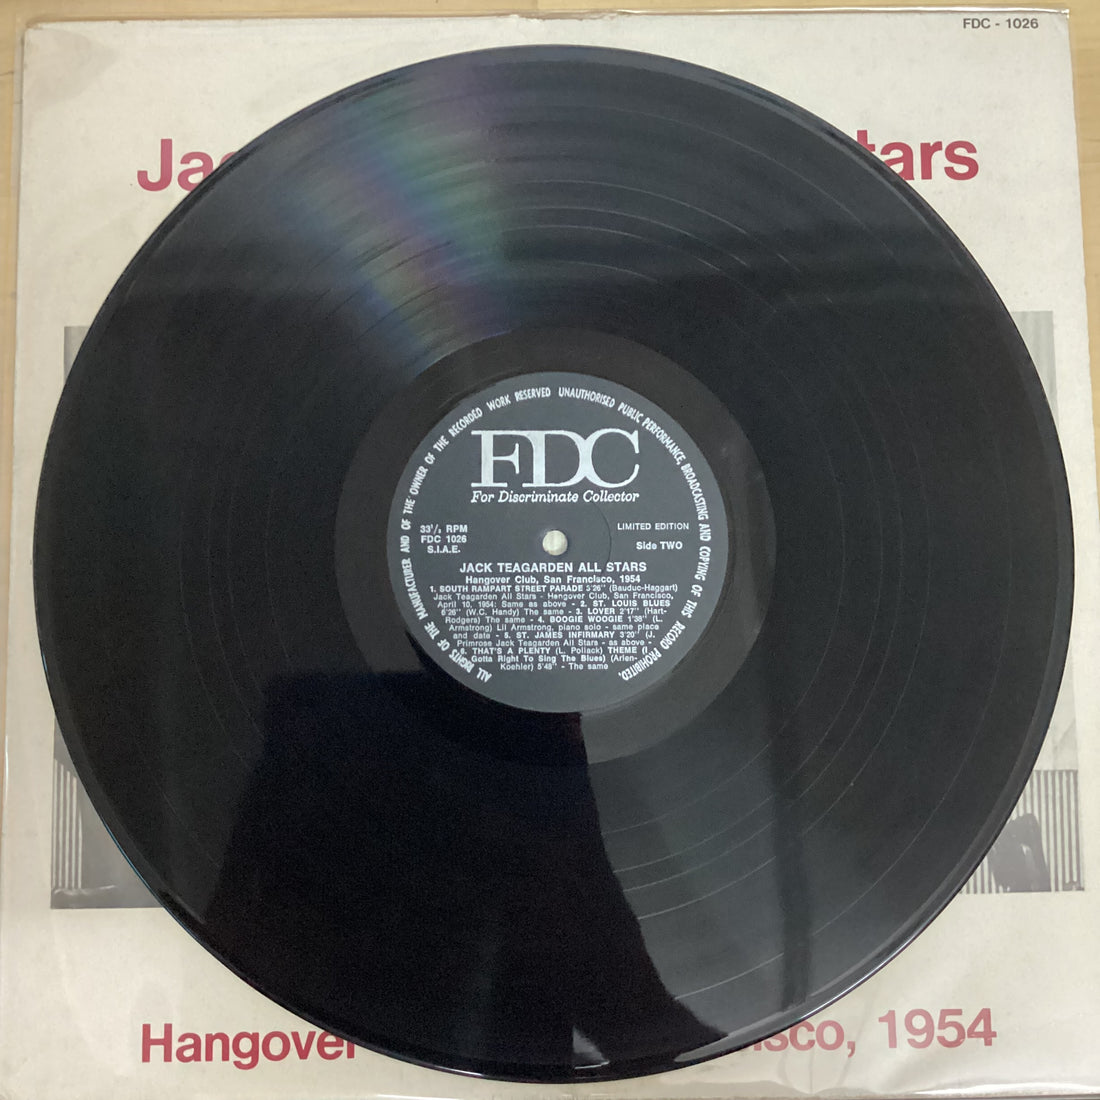 FDC - 1026
tars
ALL RIGHTS OF THE MANUFACTURER AND OF THE OWNER OF THE RECORDED WORK RESERVED UNAUTHORISED PUBLIC PERFORMANCE, BROADCASTING AND COPYING OF THIS RECORD PROHIBITED.
FDC
For Discriminate Collector
33¹/₃ RPM
FDC 1026
S.I.A.E.
LIMITED EDITION
Side TWO
JACK TEAGARDEN ALL STARS
Hangover Club, San Francisco, 1954
1. SOUTH RAMPART STREET PARADE 5'26'' (Bauduc-Haggart)
Jack Teagarden All Stars - Hengover Club, San Francisco,
April 10, 1954: Same as above - 2. ST. LOUIS BLUES
6'26'' (W.C. Handy) The same - 3. LOVER 2'17'' (Hart-
Rodgers) The same - 4. BOOGIE WOOGIE 1'38'' (L.
Armstrong) Lil Armstrong, piano solo - same place
and date - 5. ST. JAMES INFIRMARY 3'20'' (J.
Primrose Jack Teagarden All Stars - as above -
6. THAT'S A PLENTY (L. Pollack) THEME (I
Gotta Right To Sing The Blues) (Arlen-
Koehler) 5'48'' - The same
Hangover
sco, 1954